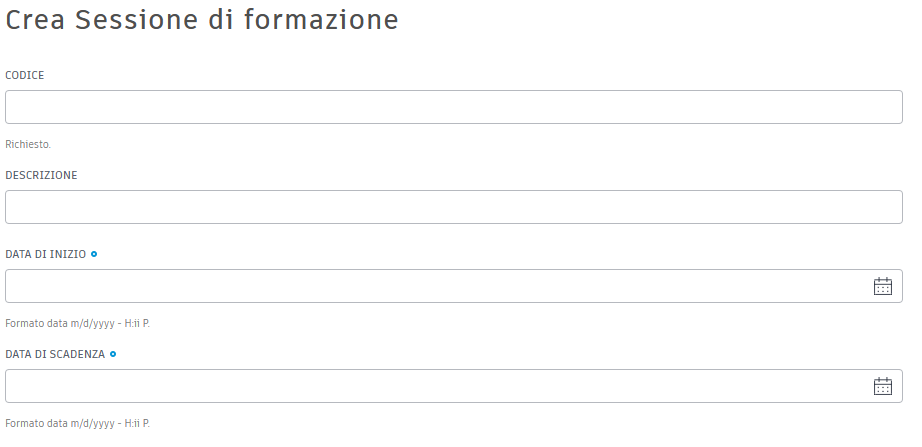 Crea Sessione di formazione
CODICE
Richiesto.
DESCRIZIONE
DATA DI INIZIO
Formato data m/d/yyyy - H:ii P.
DATA DI SCADENZA
Formato data m/d/yyyy - H:ii P.